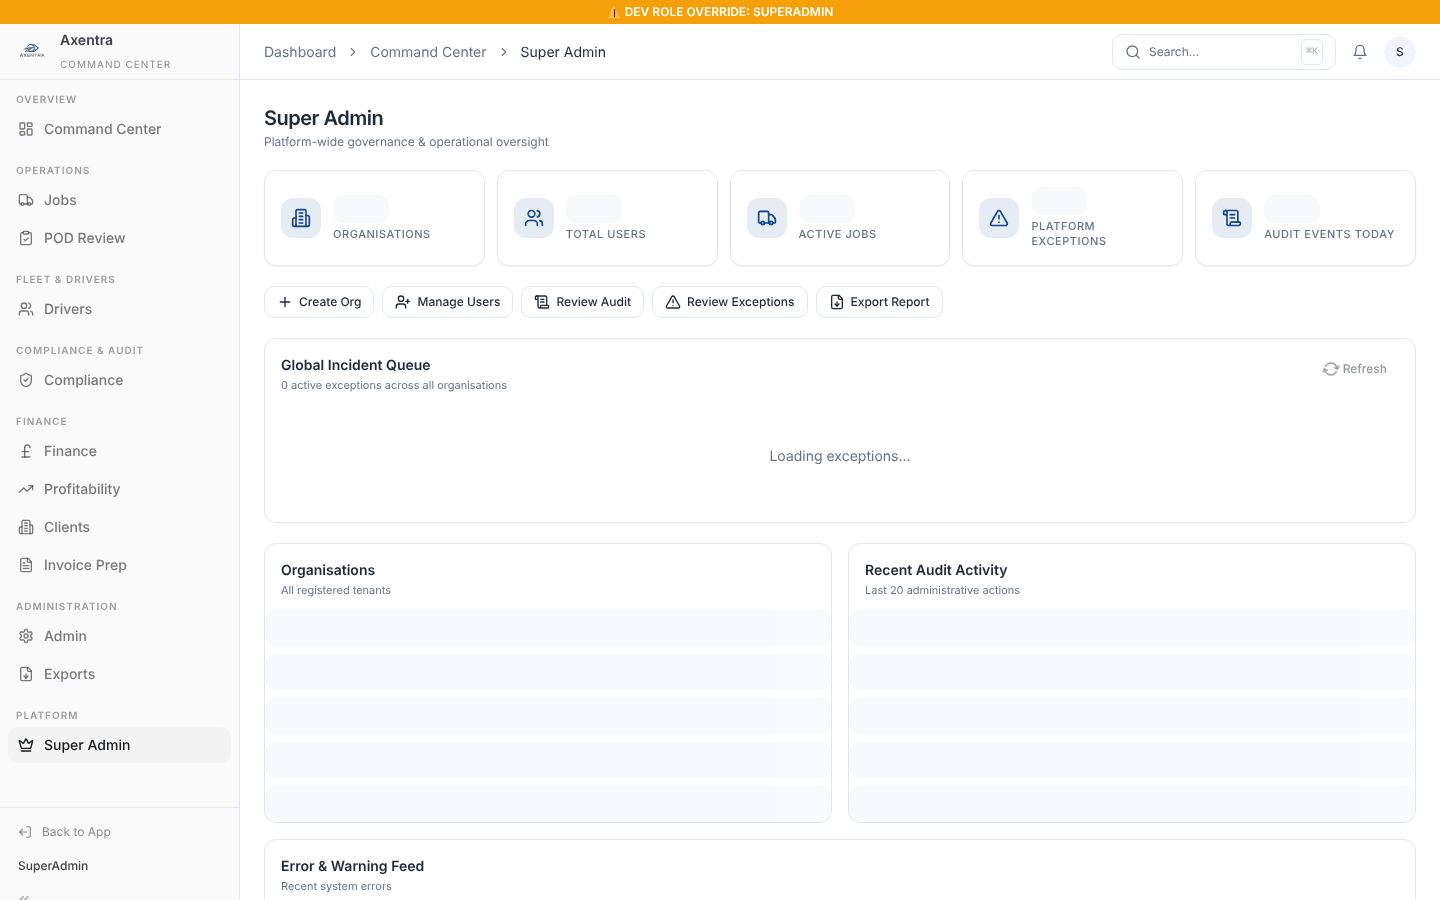 ⚠️ DEV ROLE OVERRIDE: SUPERADMIN
AXENTRA
Axentra
COMMAND CENTER
OVERVIEW
Command Center
OPERATIONS
Jobs
POD Review
FLEET & DRIVERS
Drivers
COMPLIANCE & AUDIT
Compliance
FINANCE
Finance
Profitability
Clients
Invoice Prep
ADMINISTRATION
Admin
Exports
PLATFORM
Super Admin
Back to App
SuperAdmin
Dashboard > Command Center > Super Admin
Search...
⌘K
S
Super Admin
Platform-wide governance & operational oversight
ORGANISATIONS
TOTAL USERS
ACTIVE JOBS
PLATFORM
EXCEPTIONS
AUDIT EVENTS TODAY
Create Org
Manage Users
Review Audit
Review Exceptions
Export Report
Global Incident Queue
0 active exceptions across all organisations
Refresh
Loading exceptions...
Organisations
All registered tenants
Recent Audit Activity
Last 20 administrative actions
Error & Warning Feed
Recent system errors